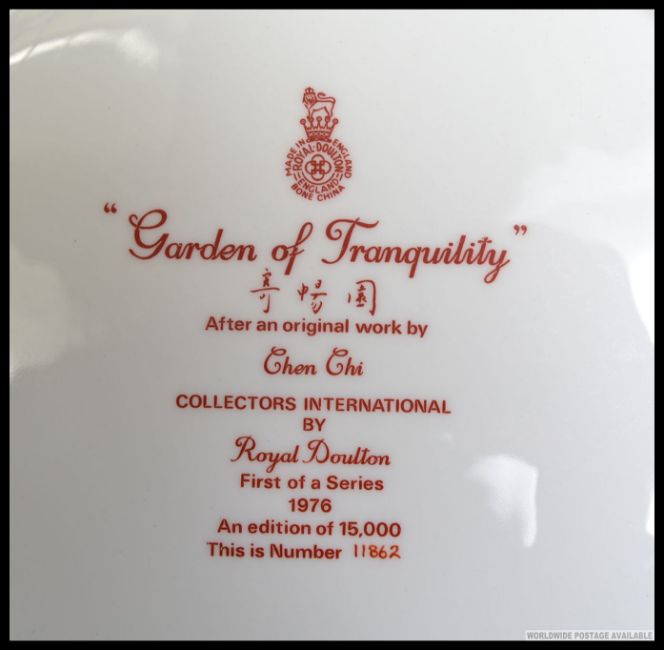 MADE IN ENGLAND
ROYAL·DOULTON
ENGLAND
BONE CHINA
“Garden of Tranquility”
寄暢園
After an original work by
Chen Chi
COLLECTORS INTERNATIONAL
BY
Royal Doulton
First of a Series
1976
An edition of 15,000
This is Number 11862
WORLDWIDE POSTAGE AVAILABLE